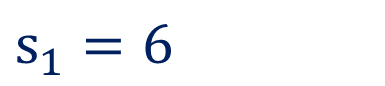 s₁ = 6